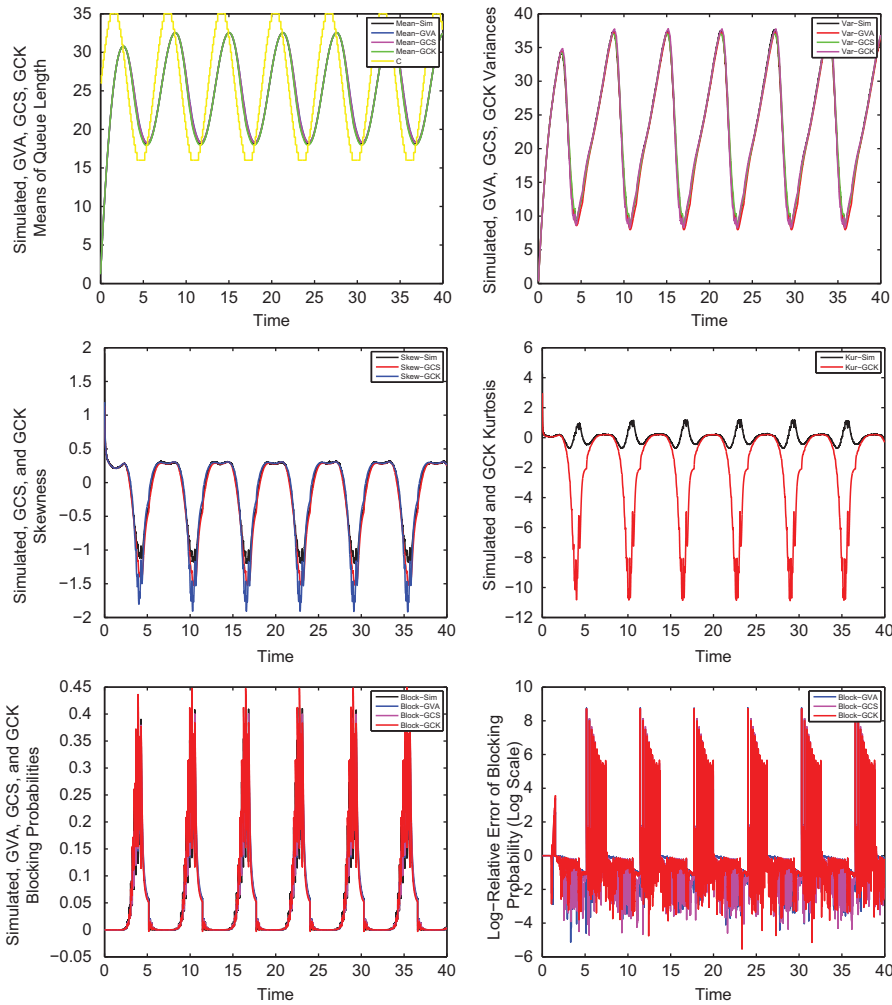 Simulated, GVA, GCS, GCK
Means of Queue Length
35
30
25
20
15
10
5
0
0 5 10 15 20 25 30 35 40
Time
Mean-Sim
Mean-GVA
Mean-GCS
Mean-GCK
C
Simulated, GVA, GCS, GCK Variances
40
35
30
25
20
15
10
5
0
0 5 10 15 20 25 30 35 40
Time
Var-Sim
Var-GVA
Var-GCS
Var-GCK
Simulated, GCS, and GCK
Skewness
2
1.5
1
0.5
0
−0.5
−1
−1.5
−2
0 5 10 15 20 25 30 35 40
Time
Skew-Sim
Skew-GCS
Skew-GCK
Simulated and GCK Kurtosis
6
4
2
0
−2
−4
−6
−8
−10
−12
0 5 10 15 20 25 30 35 40
Time
Kur-Sim
Kur-GCK
Simulated, GVA, GCS, and GCK
Blocking Probabilities
0.45
0.4
0.35
0.3
0.25
0.2
0.15
0.1
0.05
0
−0.05
0 5 10 15 20 25 30 35 40
Time
Block-Sim
Block-GVA
Block-GCS
Block-GCK
Log−Relative Error of Blocking
Probability (Log Scale)
10
8
6
4
2
0
−2
−4
−6
0 5 10 15 20 25 30 35 40
Time
Block-GVA
Block-GCS
Block-GCK